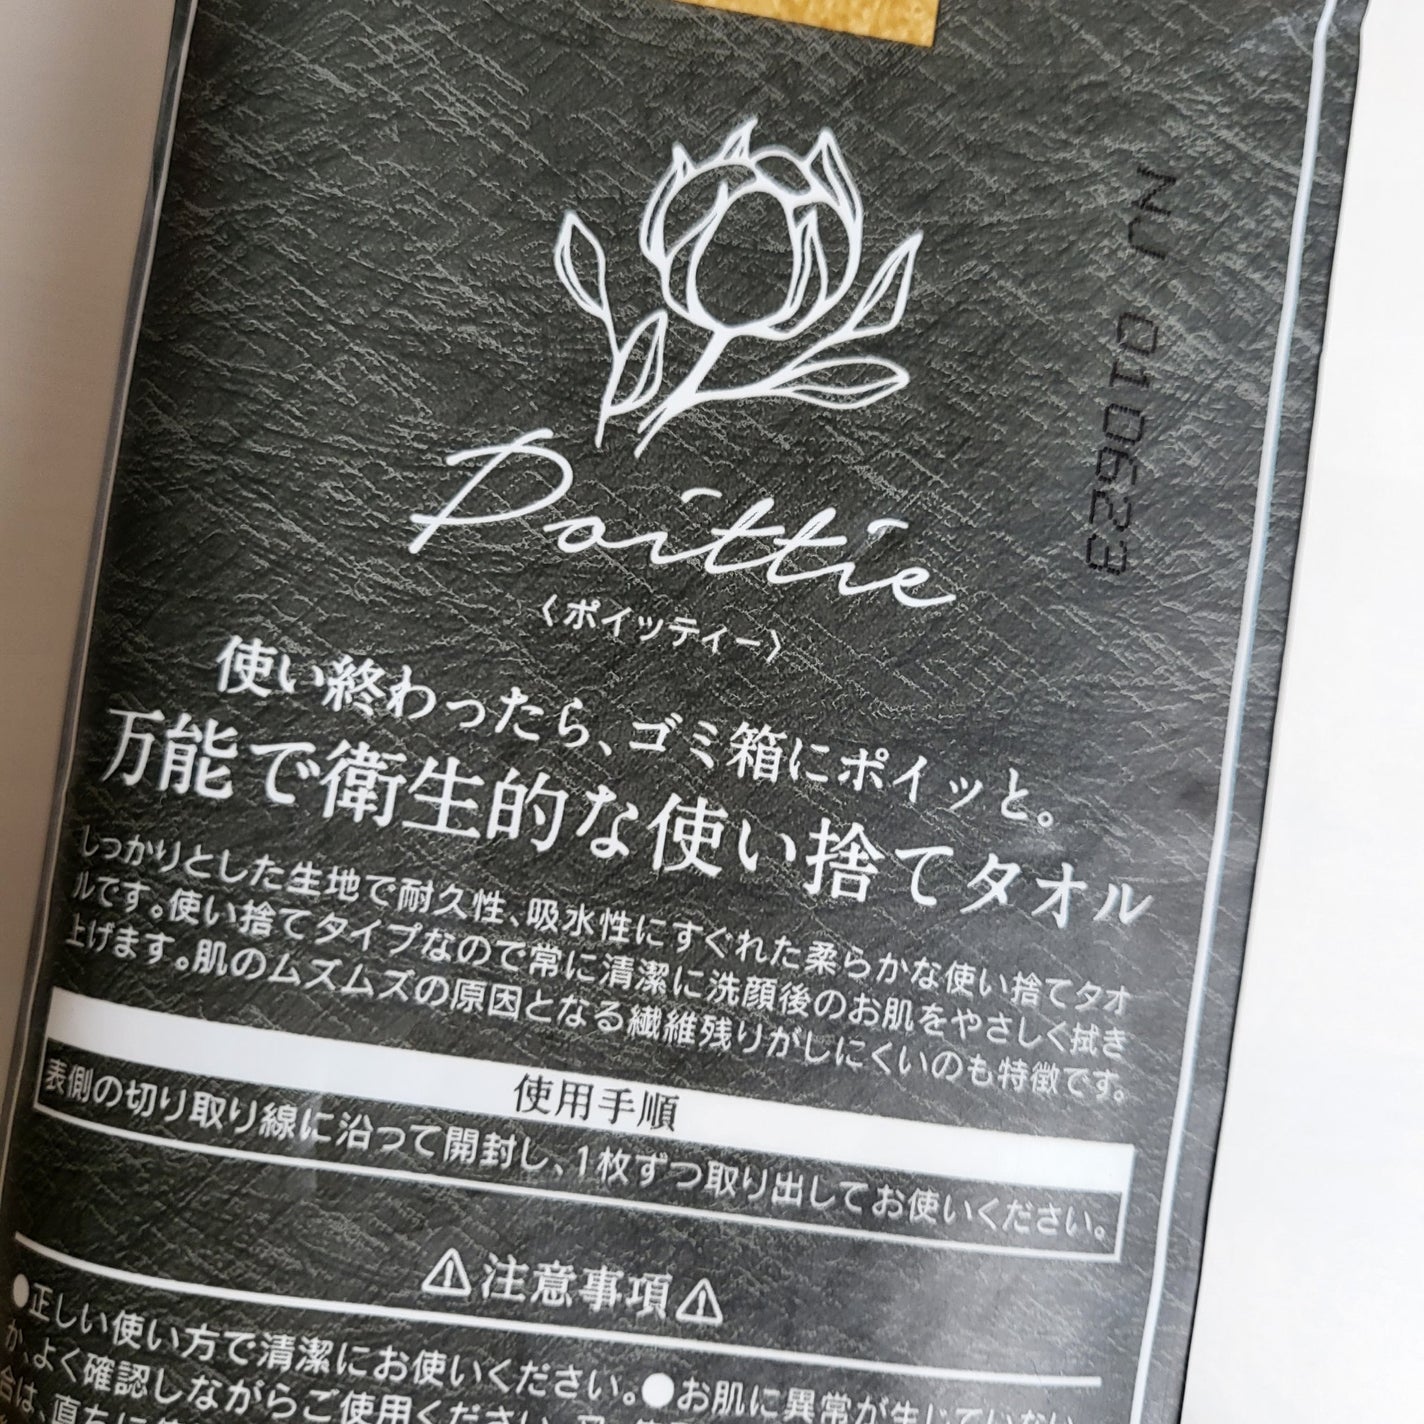 NJ 010623
Poittie
〈ポイッティー〉
使い終わったら、ゴミ箱にポイッと。
万能で衛生的な使い捨てタオル
しっかりとした生地で耐久性、吸水性にすぐれた柔らかな使い捨てタオ
ルです。使い捨てタイプなので常に清潔に洗顔後のお肌をやさしく拭き
上げます。肌のムズムズの原因となる繊維残りがしにくいのも特徴です。
使用手順
表側の切り取り線に沿って開封し、1枚ずつ取り出してお使いください。
⚠注意事項⚠
●正しい使い方で清潔にお使いください。●お肌に異常が生じていない
か、よく確認しながらご使用ください。
合は、直ちに